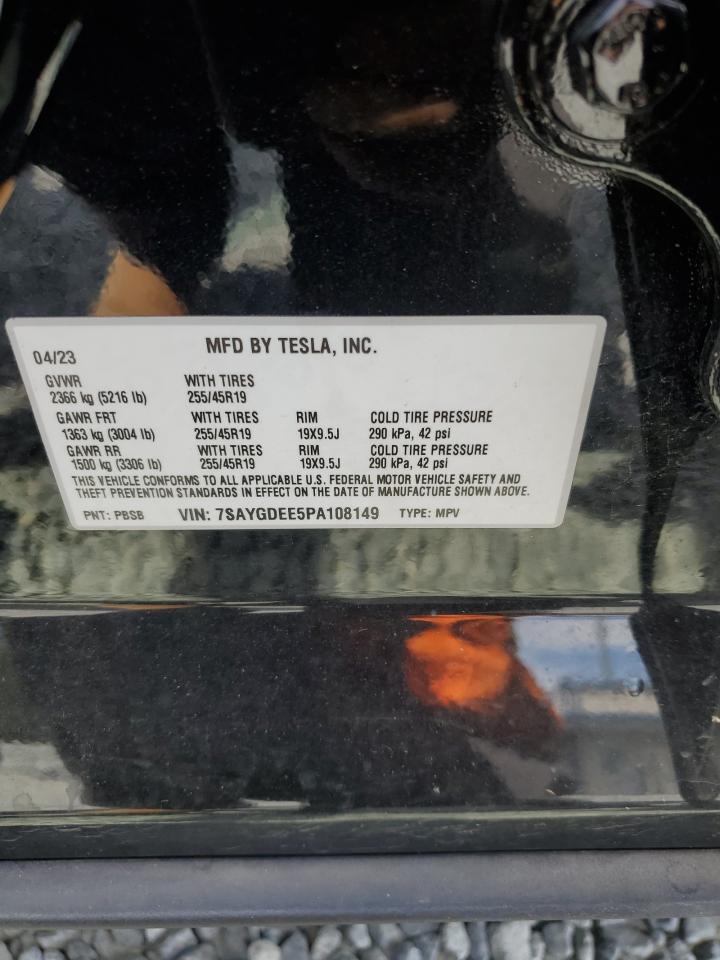 MFD BY TESLA, INC.
04/23
GVWR WITH TIRES
2366 kg (5216 lb) 255/45R19
GAWR FRT WITH TIRES RIM COLD TIRE PRESSURE
1363 kg (3004 lb) 255/45R19 19X9.5J 290 kPa, 42 psi
GAWR RR WITH TIRES RIM COLD TIRE PRESSURE
1500 kg (3306 lb) 255/45R19 19X9.5J 290 kPa, 42 psi
THIS VEHICLE CONFORMS TO ALL APPLICABLE U.S. FEDERAL MOTOR VEHICLE SAFETY AND
THEFT PREVENTION STANDARDS IN EFFECT ON THE DATE OF MANUFACTURE SHOWN ABOVE.
PNT: PBSB VIN: 7SAYGDEE5PA108149 TYPE: MPV